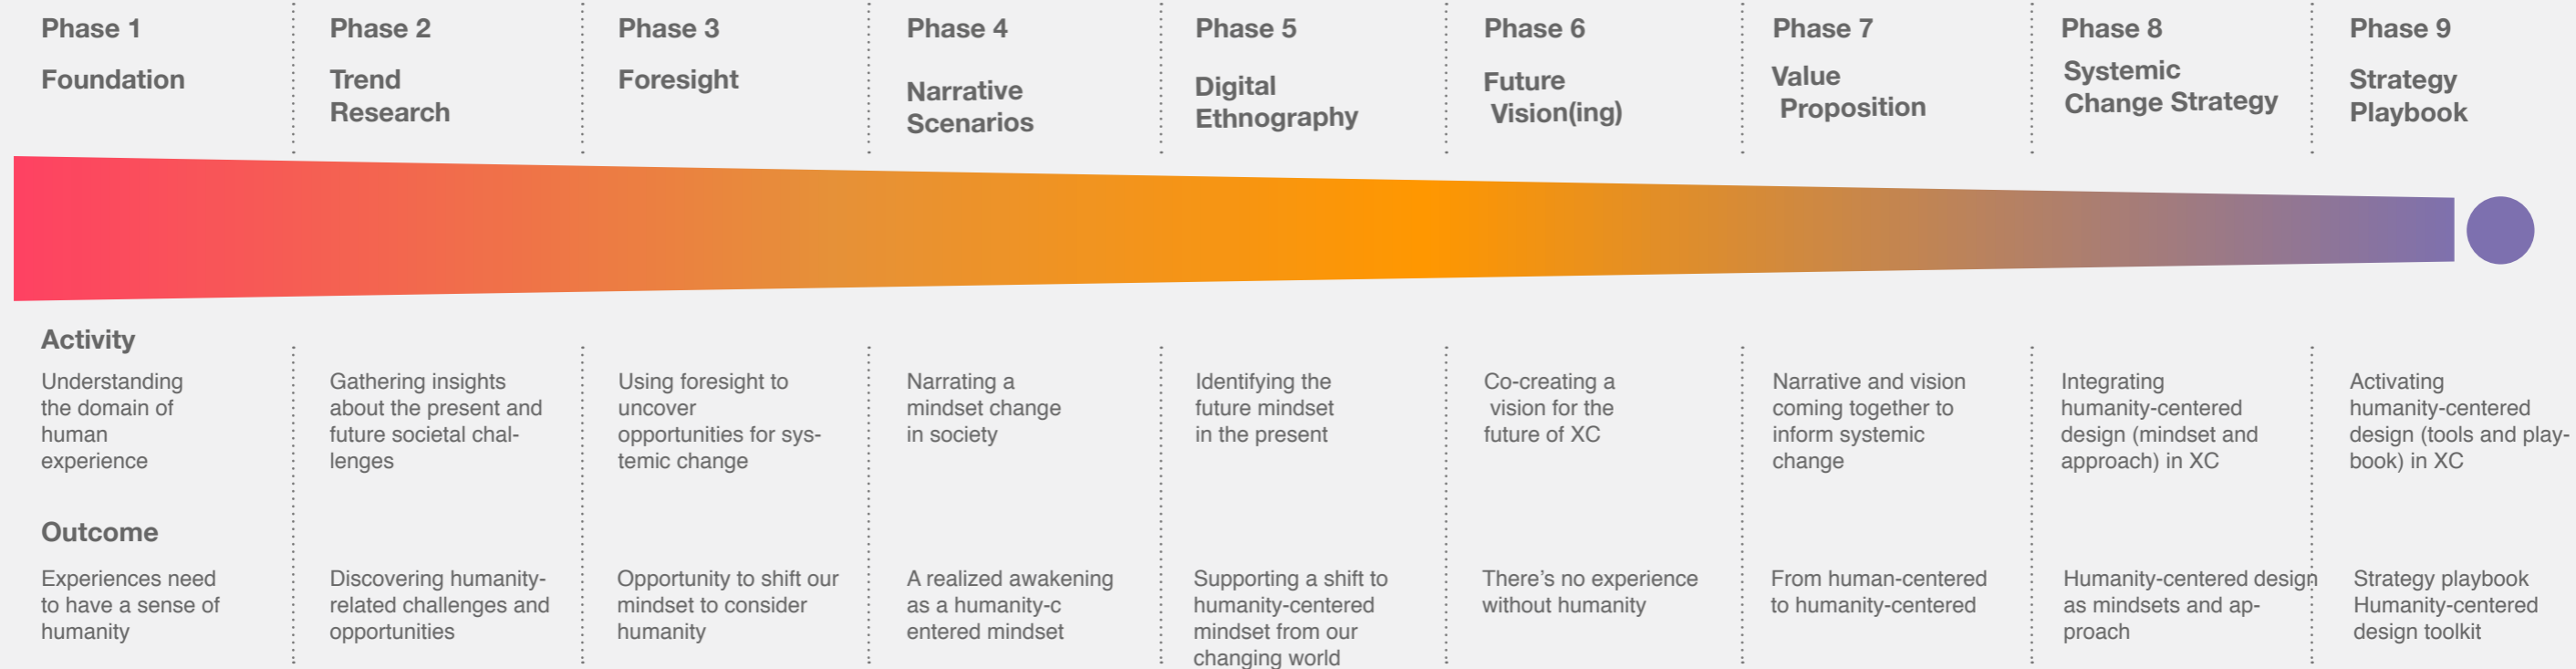 Phase 1
Foundation
Phase 2
Trend
Research
Phase 3
Foresight
Phase 4
Narrative
Scenarios
Phase 5
Digital
Ethnography
Phase 6
Future
Vision(ing)
Phase 7
Value
Proposition
Phase 8
Systemic
Change Strategy
Phase 9
Strategy
Playbook
Activity
Understanding
the domain of
human
experience
Gathering insights
about the present and
future societal chal-
lenges
Using foresight to
uncover
opportunities for sys-
temic change
Narrating a
mindset change
in society
Identifying the
future mindset
in the present
Co-creating a
vision for the
future of XC
Narrative and vision
coming together to
inform systemic
change
Integrating
humanity-centered
design (mindset and
approach) in XC
Activating
humanity-centered
design (tools and play-
book) in XC
Outcome
Experiences need
to have a sense of
humanity
Discovering humanity-
related challenges and
opportunities
Opportunity to shift our
mindset to consider
humanity
A realized awakening
as a humanity-c
entered mindset
Supporting a shift to
humanity-centered
mindset from our
changing world
There's no experience
without humanity
From human-centered
to humanity-centered
Humanity-centered design
as mindsets and ap-
proach
Strategy playbook
Humanity-centered
design toolkit